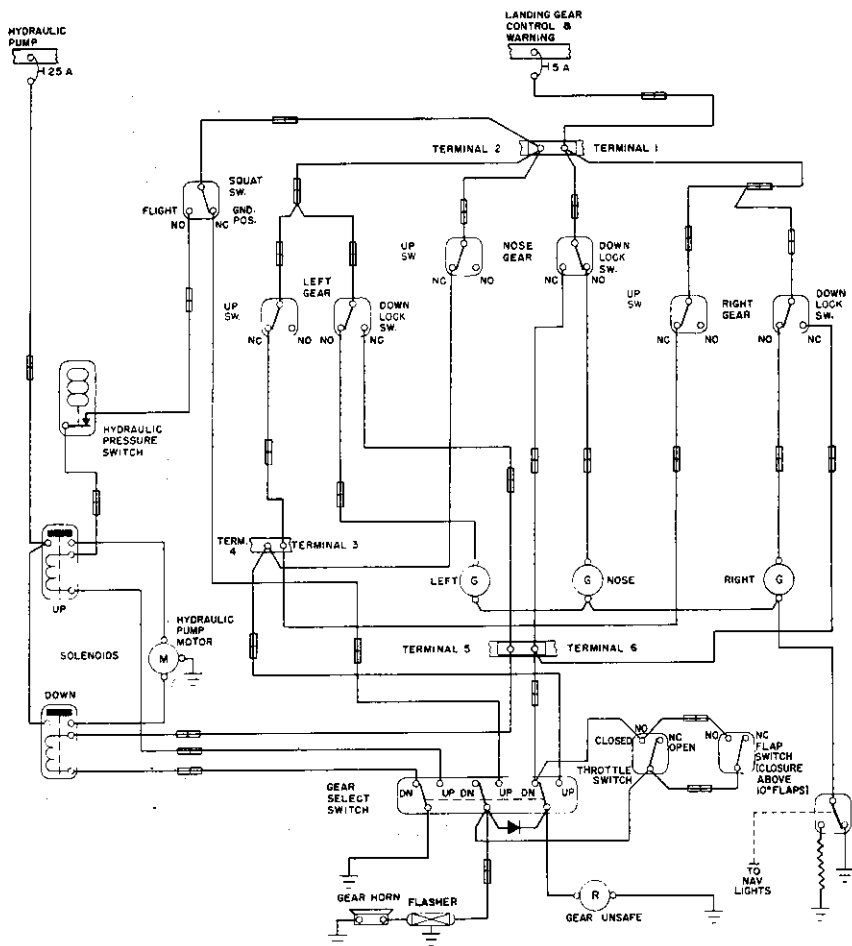 HYDRAULIC
PUMP
25 A
LANDING GEAR
CONTROL &
WARNING
5 A
TERMINAL 2
TERMINAL 1
SQUAT
SW.
FLIGHT
GND.
POS.
NO
NC
UP
SW
NOSE GEAR
DOWN
LOCK
SW.
NC
NO
NC
NO
LEFT
GEAR
UP
SW.
DOWN
LOCK
SW.
NC
NO
NO
NC
UP
SW
RIGHT
GEAR
DOWN
LOCK
SW.
NC
NO
NO
NC
HYDRAULIC
PRESSURE
SWITCH
TERM.
4
TERMINAL 3
LEFT
G
G
NOSE
RIGHT
G
UP
HYDRAULIC
PUMP
MOTOR
SOLENOIDS
M
TERMINAL 5
TERMINAL 6
DOWN
NO
NC
CLOSED
OPEN
THROTTLE
SWITCH
NO
NC
FLAP
SWITCH
(CLOSURE
ABOVE
10° FLAPS)
GEAR
SELECT
SWITCH
DN
UP
DN
UP
DN
UP
TO
NAV
LIGHTS
GEAR HORN
FLASHER
R
GEAR UNSAFE